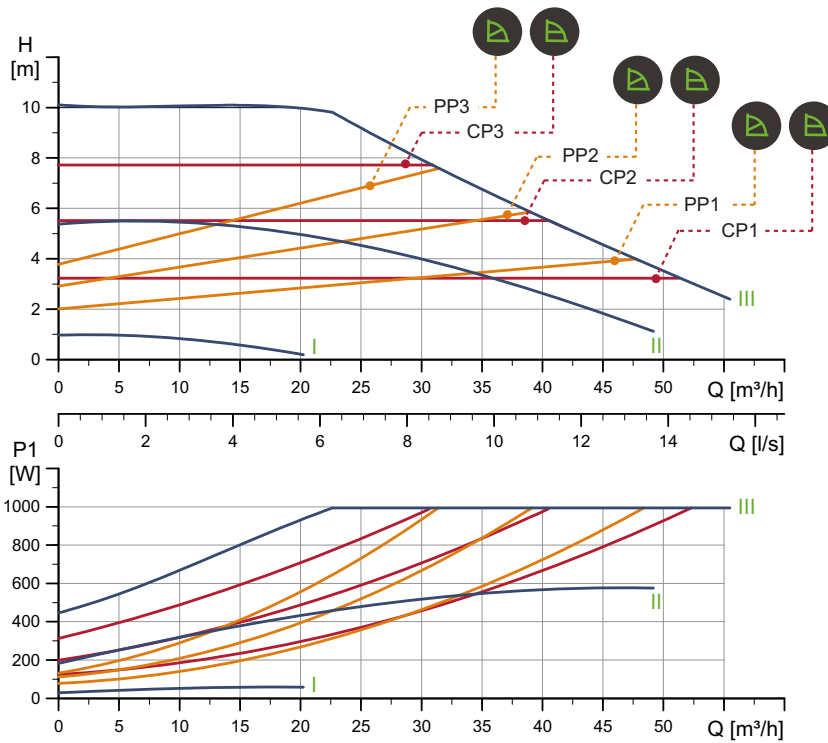 H
[m]
PP3
CP3
PP2
CP2
PP1
CP1
10
8
6
4
2
0
I
II
III
0 5 10 15 20 25 30 35 40 45 50 Q [m³/h]
0 2 4 6 8 10 12 14 Q [l/s]
P1
[W]
1000
800
600
400
200
0
III
II
I
0 5 10 15 20 25 30 35 40 45 50 Q [m³/h]